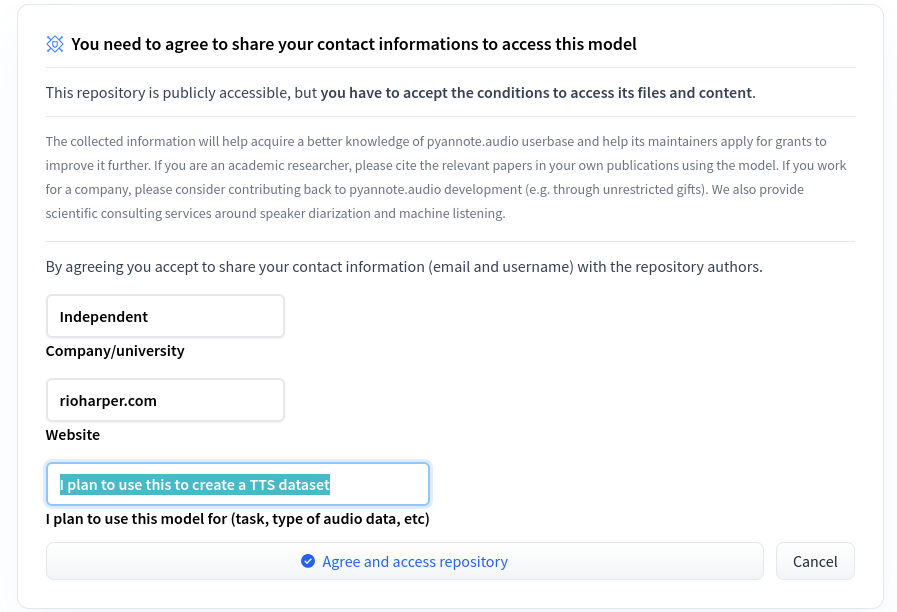 You need to agree to share your contact informations to access this model
This repository is publicly accessible, but you have to accept the conditions to access its files and content.
The collected information will help acquire a better knowledge of pyannote.audio userbase and help its maintainers apply for grants to
improve it further. If you are an academic researcher, please cite the relevant papers in your own publications using the model. If you work
for a company, please consider contributing back to pyannote.audio development (e.g. through unrestricted gifts). We also provide
scientific consulting services around speaker diarization and machine listening.
By agreeing you accept to share your contact information (email and username) with the repository authors.
Independent
Company/university
rioharper.com
Website
I plan to use this to create a TTS dataset
I plan to use this model for (task, type of audio data, etc)
Agree and access repository
Cancel